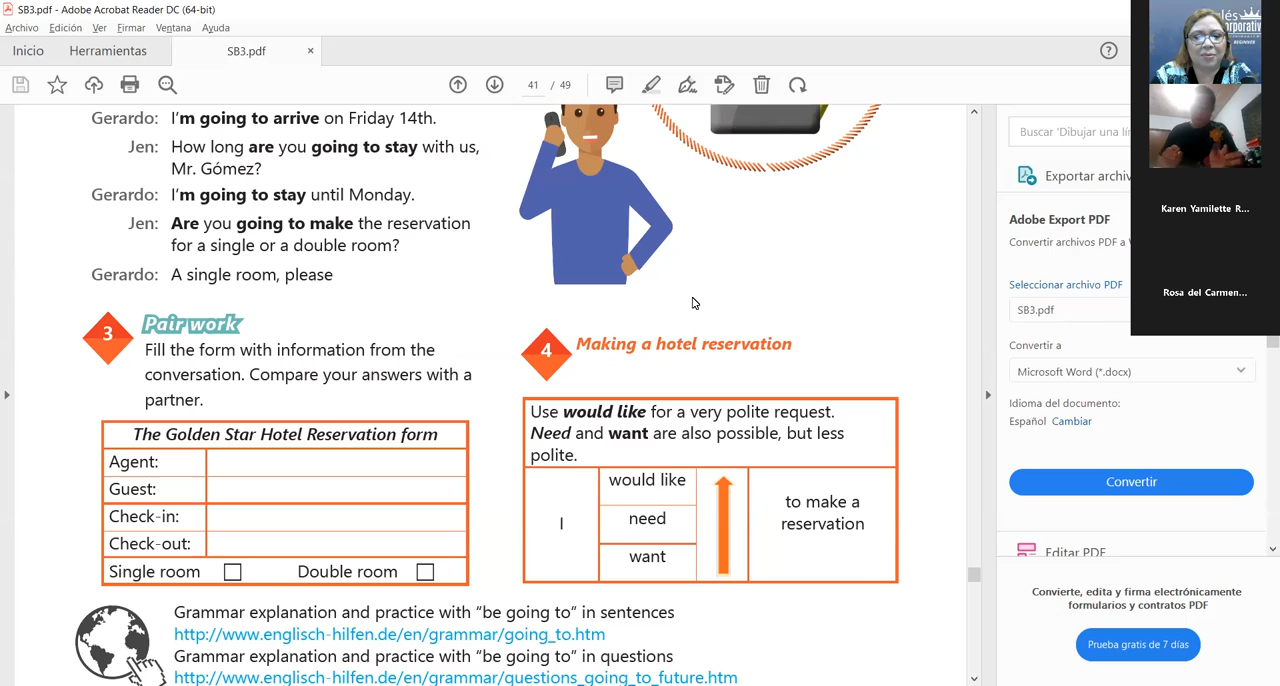 SB3.pdf - Adobe Acrobat Reader DC (64-bit)
Archivo Edición Ver Firmar Ventana Ayuda
Inicio Herramientas SB3.pdf ×
41 / 49
Gerardo: I'm going to arrive on Friday 14th.
Jen: How long are you going to stay with us,
Mr. Gómez?
Gerardo: I'm going to stay until Monday.
Jen: Are you going to make the reservation
for a single or a double room?
Gerardo: A single room, please
3 Pair work
Fill the form with information from the
conversation. Compare your answers with a
partner.
The Golden Star Hotel Reservation form
Agent:
Guest:
Check-in:
Check-out:
Single room Double room
4 Making a hotel reservation
Use would like for a very polite request.
Need and want are also possible, but less
polite.
I
would like
need
want
to make a
reservation
Grammar explanation and practice with “be going to” in sentences
http://www.englisch-hilfen.de/en/grammar/going_to.htm
Grammar explanation and practice with “be going to” in questions
http://www.englisch-hilfen.de/en/grammar/questions_going_to_future.htm
Buscar 'Dibujar una lí
Exportar archiv
Adobe Export PDF
Convertir archivos PDF a
Seleccionar archivo PDF
SB3.pdf
Convertir a
Microsoft Word (*.docx)
Idioma del documento:
Español Cambiar
Convertir
Editar PDF
Convierte, edita y firma electrónicamente
formularios y contratos PDF
Prueba gratis de 7 días
BEGINNER
Karen Yamilette R...
Rosa del Carmen...